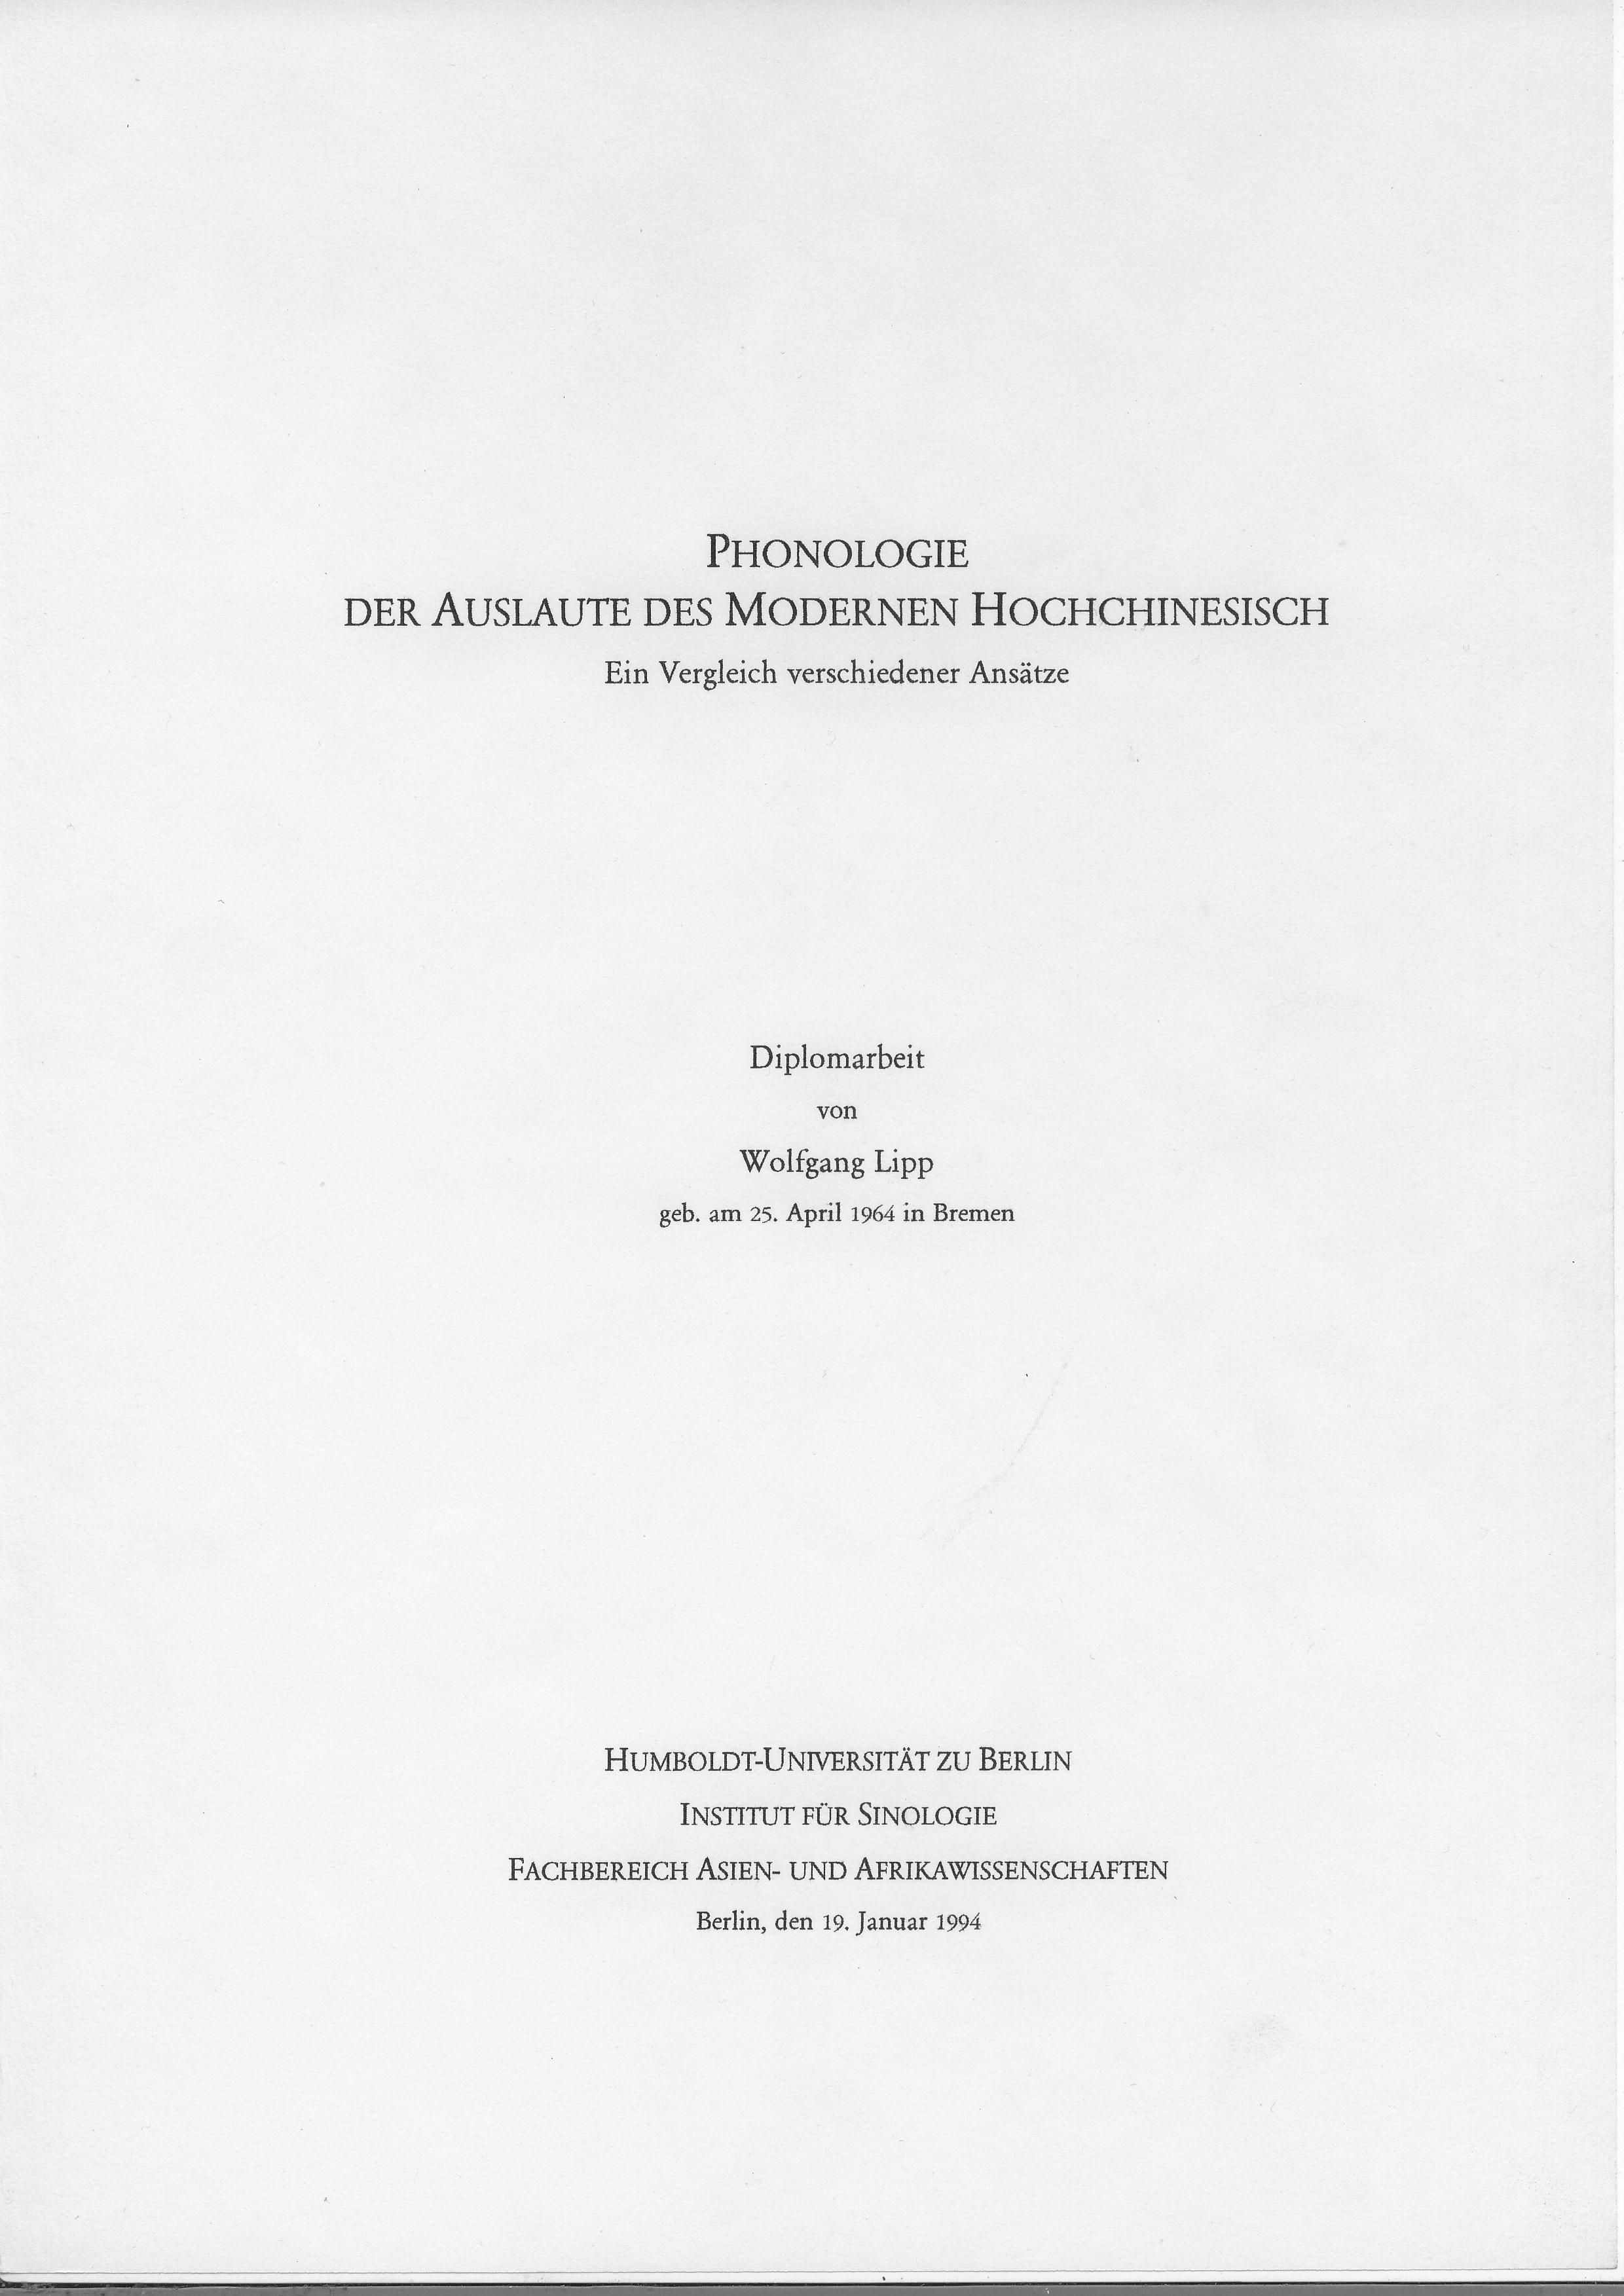 PHONOLOGIE
DER AUSLAUTE DES MODERNEN HOCHCHINESISCH
Ein Vergleich verschiedener Ansätze
Diplomarbeit
von
Wolfgang Lipp
geb. am 25. April 1964 in Bremen
HUMBOLDT-UNIVERSITÄT ZU BERLIN
INSTITUT FÜR SINOLOGIE
FACHBEREICH ASIEN- UND AFRIKAWISSENSCHAFTEN
Berlin, den 19. Januar 1994